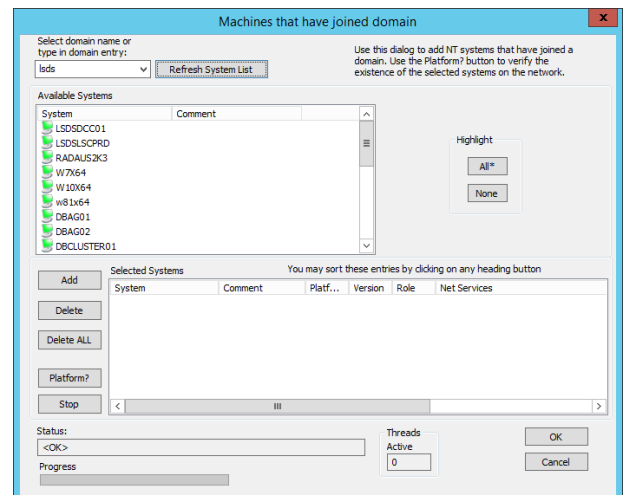 Machines that have joined domain
x
Select domain name or
type in domain entry:
lsds
Refresh System List
Use this dialog to add NT systems that have joined a
domain. Use the Platform? button to verify the
existence of the selected systems on the network.
Available Systems
System Comment
LSDSDCC01
LSDSLSCPRD
RADAUS2K3
W7X64
W10X64
w81x64
DBAG01
DBAG02
DBCLUSTER01
Highlight
All*
None
Selected Systems You may sort these entries by clicking on any heading button
System Comment Platf... Version Role Net Services
Add
Delete
Delete ALL
Platform?
Stop
Status:
<OK>
Progress
Threads
Active
0
OK
Cancel